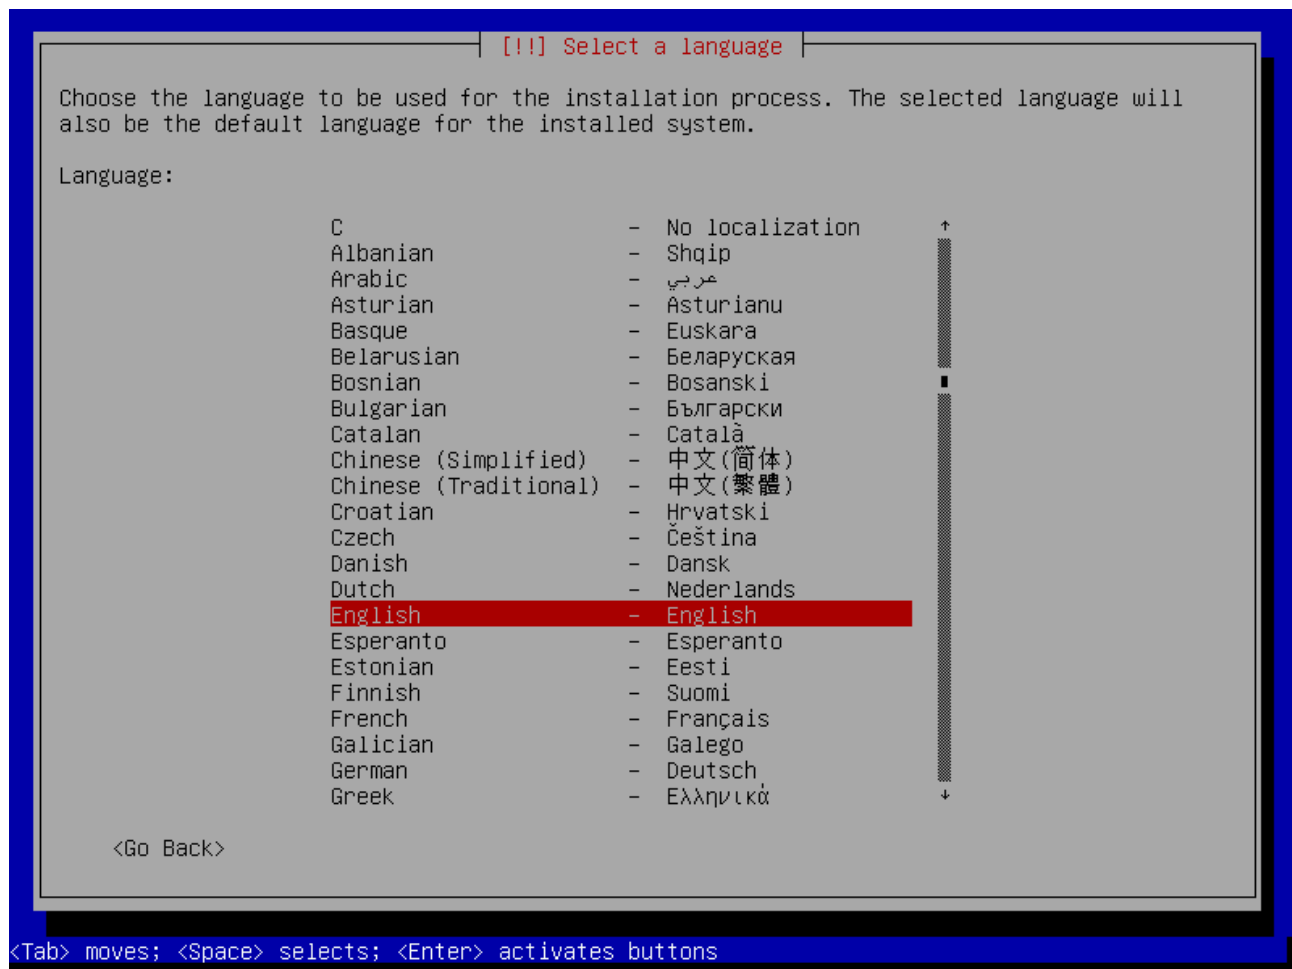 [!!] Select a language
Choose the language to be used for the installation process. The selected language will
also be the default language for the installed system.
Language:
C - No localization ↑
Albanian - Shqip
Arabic - عربي
Asturian - Asturianu
Basque - Euskara
Belarusian - Беларуская
Bosnian - Bosanski
Bulgarian - Български
Catalan - Català
Chinese (Simplified) - 中文(简体)
Chinese (Traditional) - 中文(繁體)
Croatian - Hrvatski
Czech - Čeština
Danish - Dansk
Dutch - Nederlands
English - English
Esperanto - Esperanto
Estonian - Eesti
Finnish - Suomi
French - Français
Galician - Galego
German - Deutsch
Greek - Ελληνικά ↓
<Go Back>
<Tab> moves; <Space> selects; <Enter> activates buttons